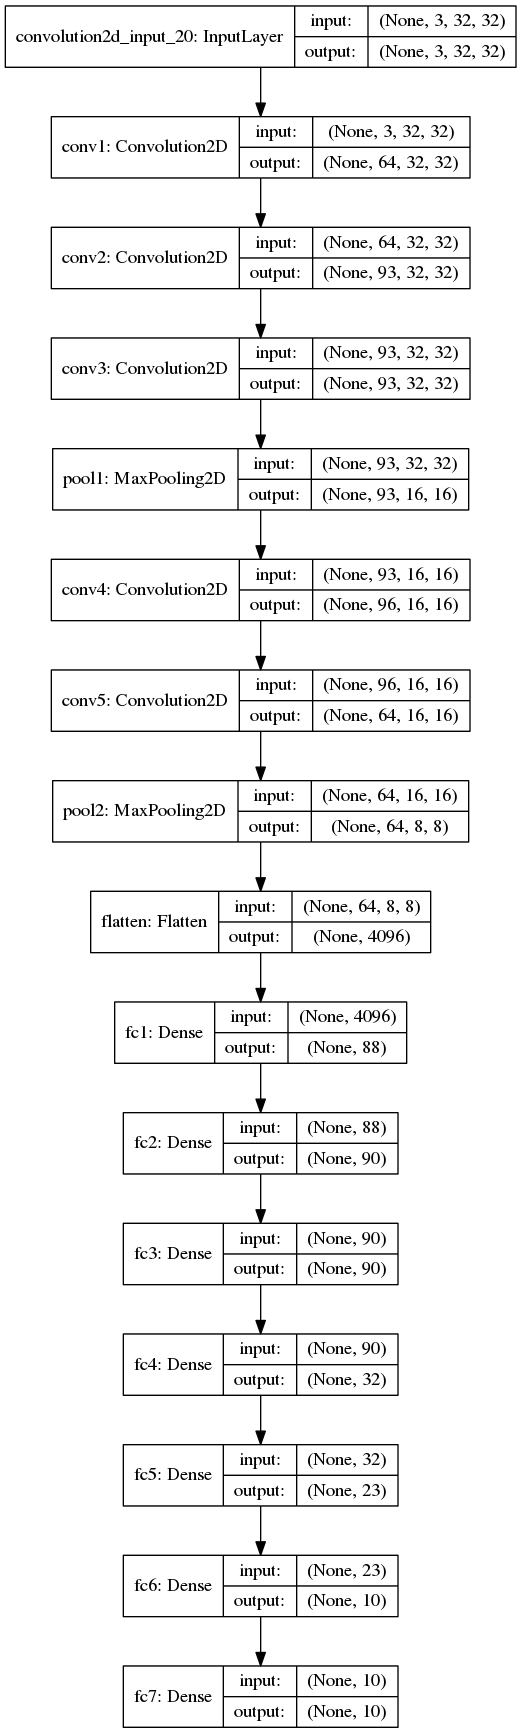 convolution2d_input_20: InputLayer
input: (None, 3, 32, 32)
output: (None, 3, 32, 32)
conv1: Convolution2D
input: (None, 3, 32, 32)
output: (None, 64, 32, 32)
conv2: Convolution2D
input: (None, 64, 32, 32)
output: (None, 93, 32, 32)
conv3: Convolution2D
input: (None, 93, 32, 32)
output: (None, 93, 32, 32)
pool1: MaxPooling2D
input: (None, 93, 32, 32)
output: (None, 93, 16, 16)
conv4: Convolution2D
input: (None, 93, 16, 16)
output: (None, 96, 16, 16)
conv5: Convolution2D
input: (None, 96, 16, 16)
output: (None, 64, 16, 16)
pool2: MaxPooling2D
input: (None, 64, 16, 16)
output: (None, 64, 8, 8)
flatten: Flatten
input: (None, 64, 8, 8)
output: (None, 4096)
fc1: Dense
input: (None, 4096)
output: (None, 88)
fc2: Dense
input: (None, 88)
output: (None, 90)
fc3: Dense
input: (None, 90)
output: (None, 90)
fc4: Dense
input: (None, 90)
output: (None, 32)
fc5: Dense
input: (None, 32)
output: (None, 23)
fc6: Dense
input: (None, 23)
output: (None, 10)
fc7: Dense
input: (None, 10)
output: (None, 10)